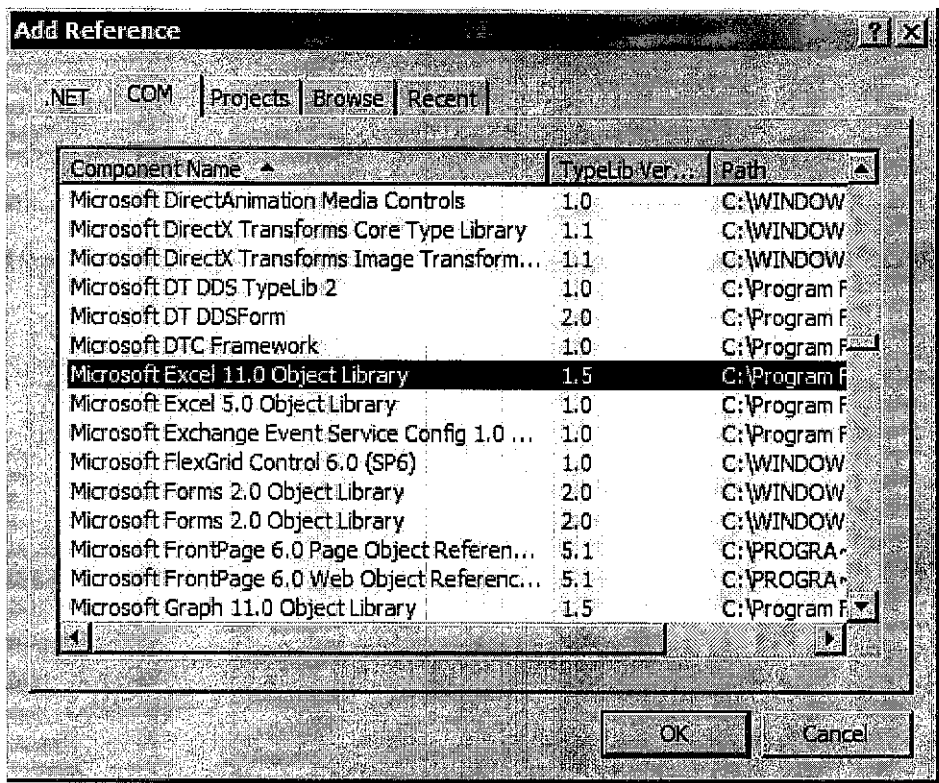 Add Reference ? X
.NET COM Projects Browse Recent
Component Name TypeLib Ver... Path
Microsoft DirectAnimation Media Controls 1.0 C:\WINDOW
Microsoft DirectX Transforms Core Type Library 1.1 C:\WINDOW
Microsoft DirectX Transforms Image Transform... 1.1 C:\WINDOW
Microsoft DT DDS TypeLib 2 1.0 C:\Program F
Microsoft DT DDSForm 2.0 C:\Program F
Microsoft DTC Framework 1.0 C:\Program F
Microsoft Excel 11.0 Object Library 1.5 C:\Program F
Microsoft Excel 5.0 Object Library 1.0 C:\Program F
Microsoft Exchange Event Service Config 1.0 ... 1.0 C:\Program F
Microsoft FlexGrid Control 6.0 (SP6) 1.0 C:\WINDOW
Microsoft Forms 2.0 Object Library 2.0 C:\WINDOW
Microsoft Forms 2.0 Object Library 2.0 C:\WINDOW
Microsoft FrontPage 6.0 Page Object Referen... 5.1 C:\PROGRA~
Microsoft FrontPage 6.0 Web Object Referenc... 5.1 C:\PROGRA~
Microsoft Graph 11.0 Object Library 1.5 C:\Program F
OK Cancel